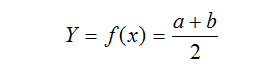 Y = f(x) = (a + b) / 2